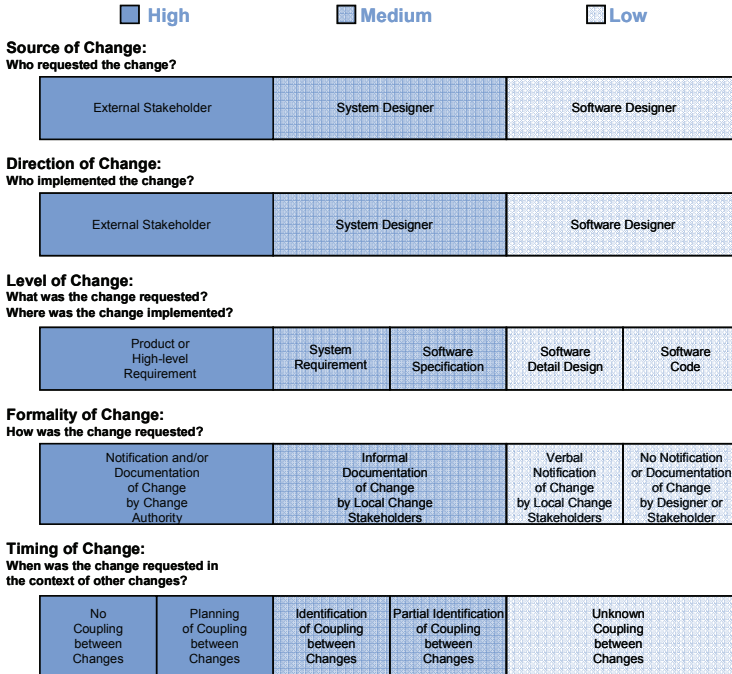 High Medium Low
Source of Change:
Who requested the change?
External Stakeholder System Designer Software Designer
Direction of Change:
Who implemented the change?
External Stakeholder System Designer Software Designer
Level of Change:
What was the change requested?
Where was the change implemented?
Product or
High-level
Requirement
System
Requirement
Software
Specification
Software
Detail Design
Software
Code
Formality of Change:
How was the change requested?
Notification and/or
Documentation
of Change
by Change
Authority
Informal
Documentation
of Change
by Local Change
Stakeholders
Verbal
Notification
of Change
by Local Change
Stakeholders
No Notification
or Documentation
of Change
by Designer or
Stakeholder
Timing of Change:
When was the change requested in
the context of other changes?
No
Coupling
between
Changes
Planning
of Coupling
between
Changes
Identification
of Coupling
between
Changes
Partial Identification
of Coupling
between
Changes
Unknown
Coupling
between
Changes